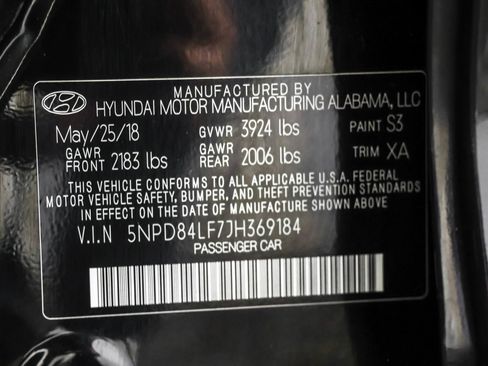 MANUFACTURED BY
HYUNDAI MOTOR MANUFACTURING ALABAMA, LLC
May/25/18 GVWR 3924 lbs PAINT S3
GAWR FRONT 2183 lbs GAWR REAR 2006 lbs TRIM XA
THIS VEHICLE CONFORMS TO ALL APPLICABLE U.S.A. FEDERAL
MOTOR VEHICLE SAFETY, BUMPER, AND THEFT PREVENTION STANDARDS
IN EFFECT ON THE DATE OF MANUFACTURE SHOWN ABOVE
V.I.N 5NPD84LF7JH369184
PASSENGER CAR